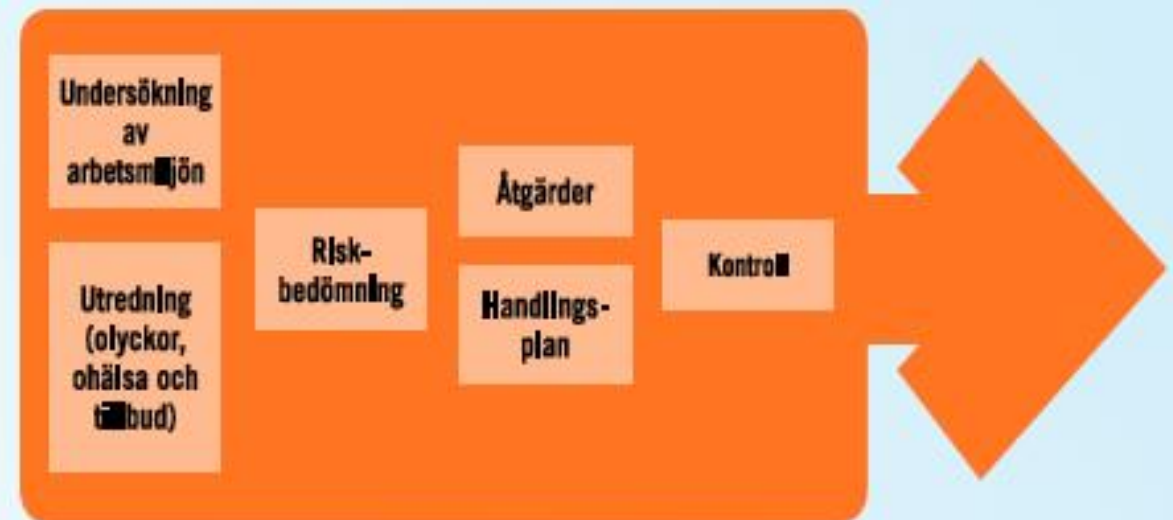 Undersökning
av
arbetsmiljön
Utredning
(olyckor,
ohälsa och
tillbud)
Risk-
bedömning
Åtgärder
Handlings-
plan
Kontroll